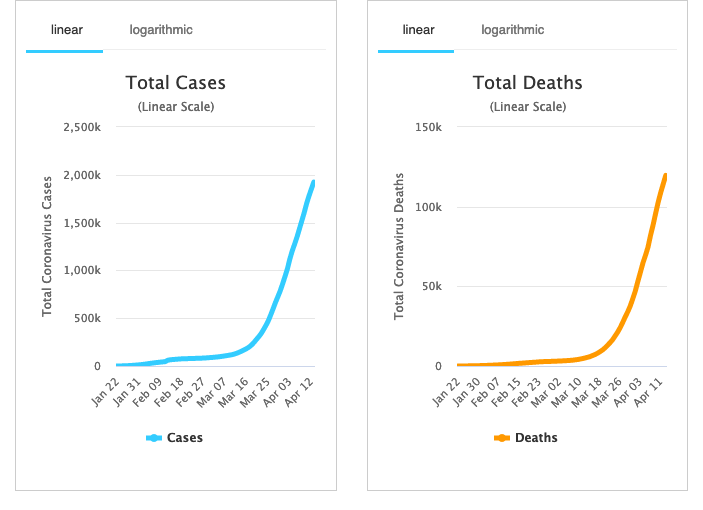 linear logarithmic
Total Cases
(Linear Scale)
Total Coronavirus Cases
2,500k
2,000k
1,500k
1,000k
500k
0
Jan 22 Jan 31 Feb 09 Feb 18 Feb 27 Mar 07 Mar 16 Mar 25 Apr 03 Apr 12
Cases
linear logarithmic
Total Deaths
(Linear Scale)
Total Coronavirus Deaths
150k
100k
50k
0
Jan 22 Jan 30 Feb 07 Feb 15 Feb 23 Mar 02 Mar 10 Mar 18 Mar 26 Apr 03 Apr 11
Deaths